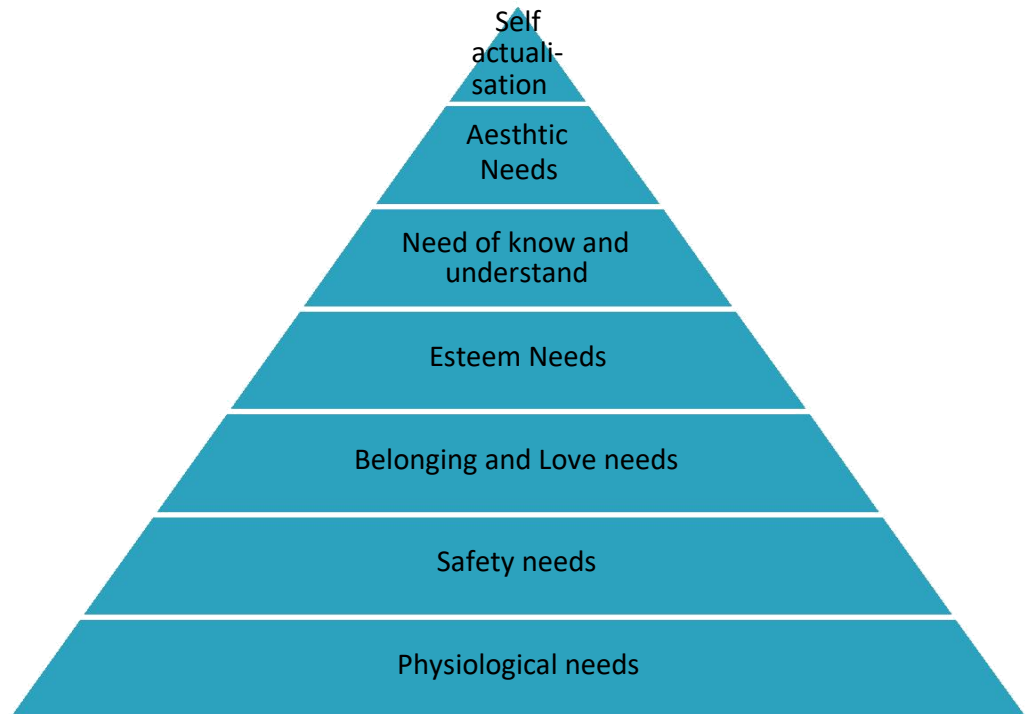 Self
actuali-
sation
Aesthtic
Needs
Need of know and
understand
Esteem Needs
Belonging and Love needs
Safety needs
Physiological needs